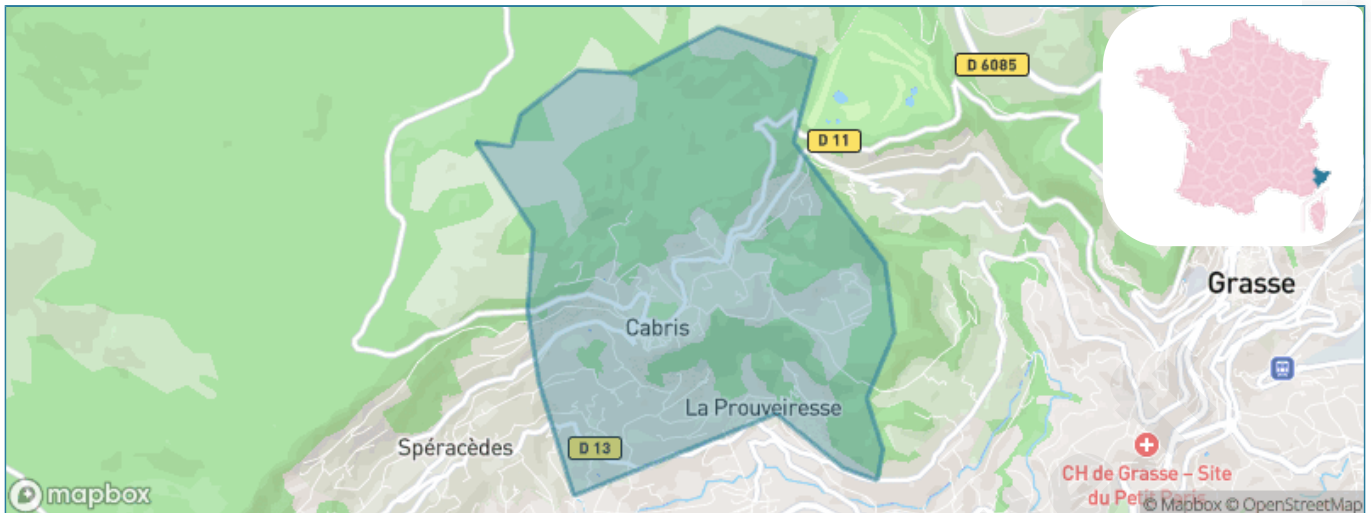 D 6085
D 11
Grasse
Cabris
La Prouveiresse
Spéracèdes
D 13
CH de Grasse – Site
du Petit Paris
mapbox
© Mapbox © OpenStreetMap